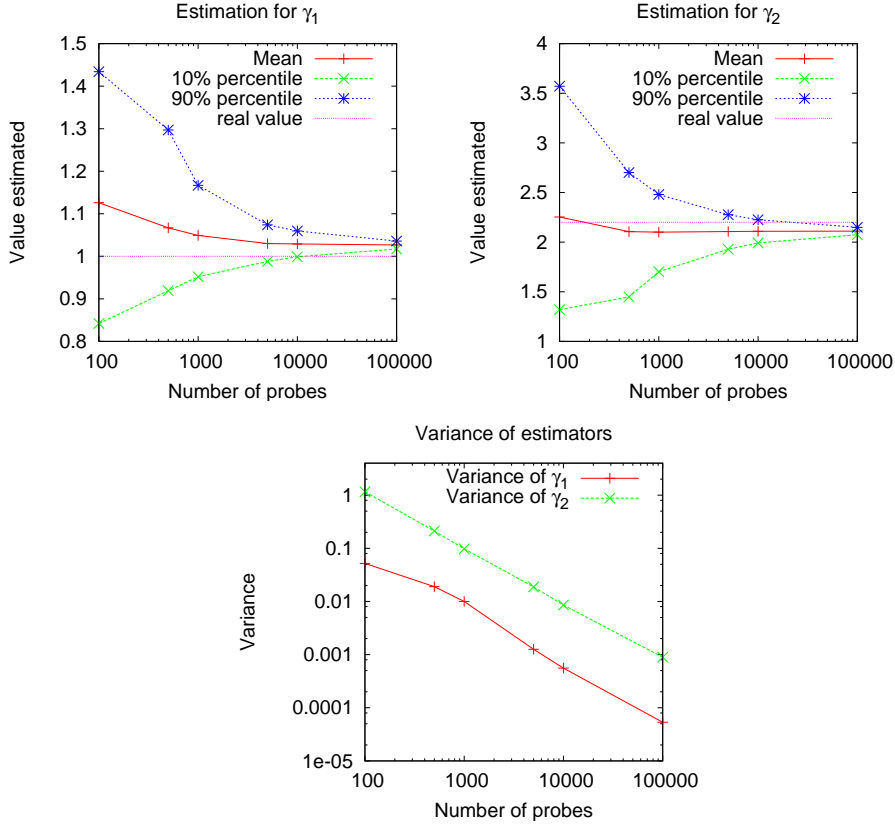 Estimation for γ1
Value estimated
1.5
1.4
1.3
1.2
1.1
1
0.9
0.8
Mean
10% percentile
90% percentile
real value
100 1000 10000 100000
Number of probes
Estimation for γ2
Value estimated
4
3.5
3
2.5
2
1.5
1
Mean
10% percentile
90% percentile
real value
100 1000 10000 100000
Number of probes
Variance of estimators
Variance
1
0.1
0.01
0.001
0.0001
1e-05
Variance of γ1
Variance of γ2
100 1000 10000 100000
Number of probes